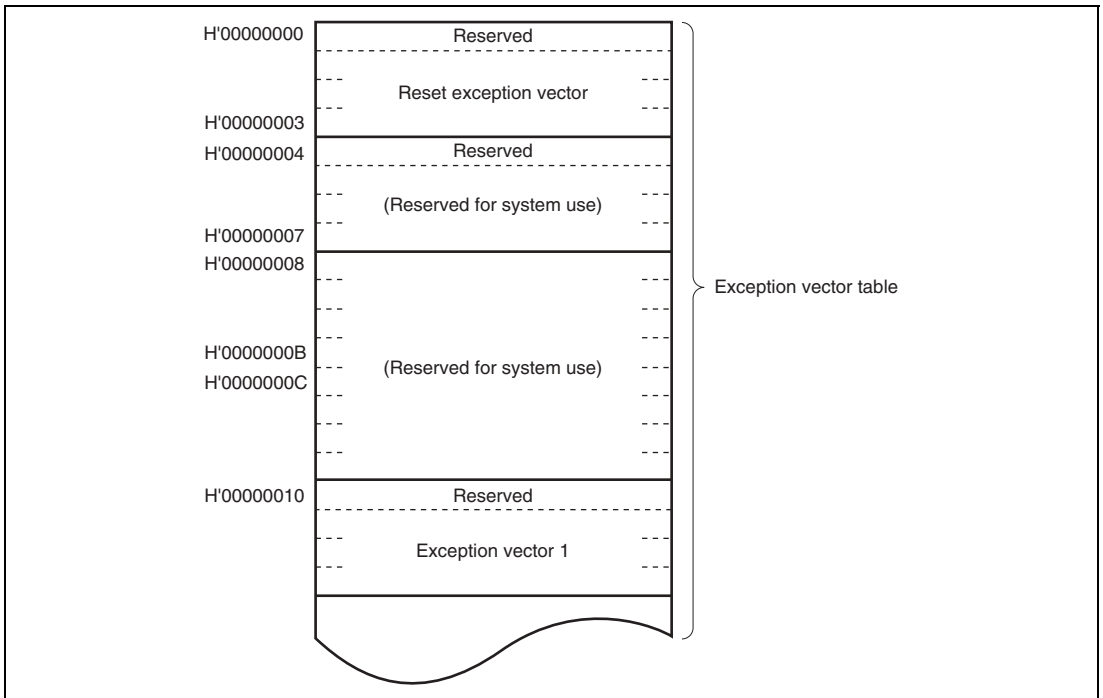 H'00000000 Reserved
Reset exception vector
H'00000003
H'00000004 Reserved
(Reserved for system use)
H'00000007
H'00000008
Exception vector table
H'0000000B
(Reserved for system use)
H'0000000C
H'00000010 Reserved
Exception vector 1